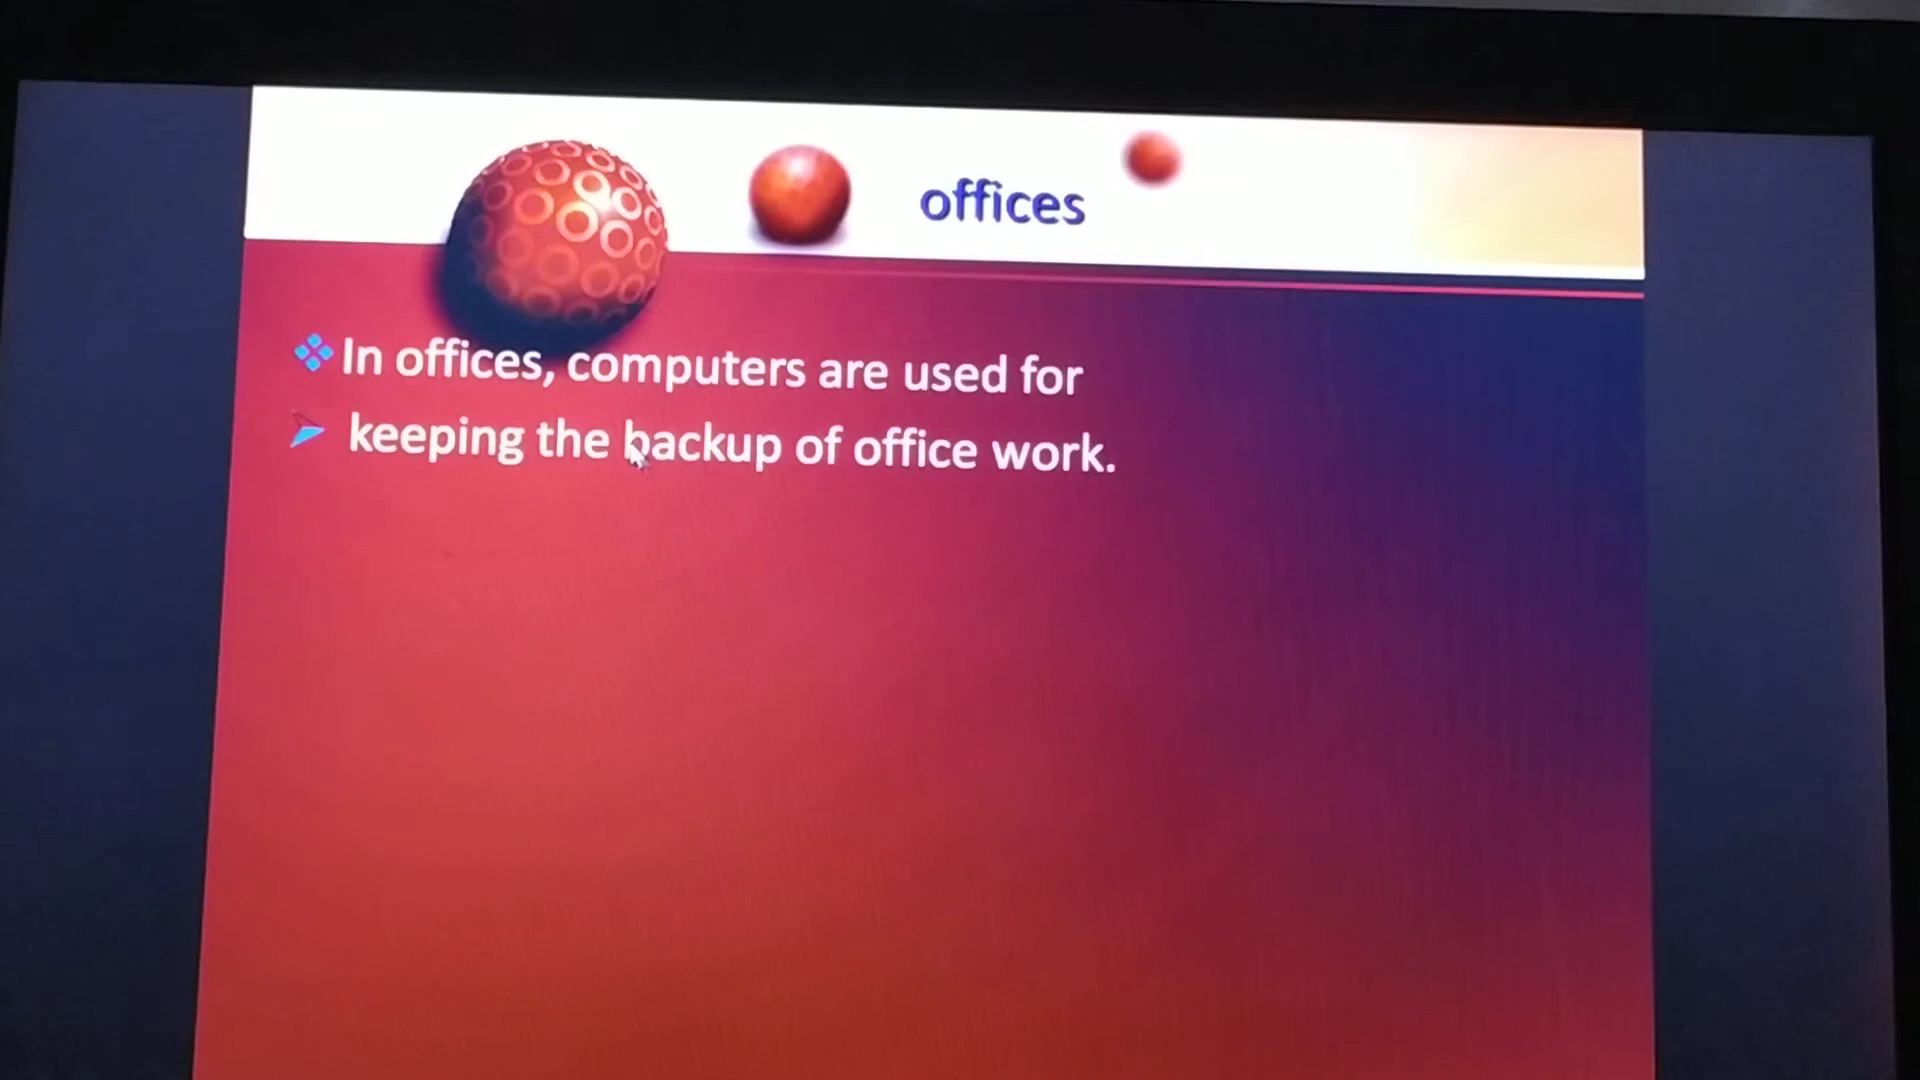 offices
In offices, computers are used for
keeping the backup of office work.